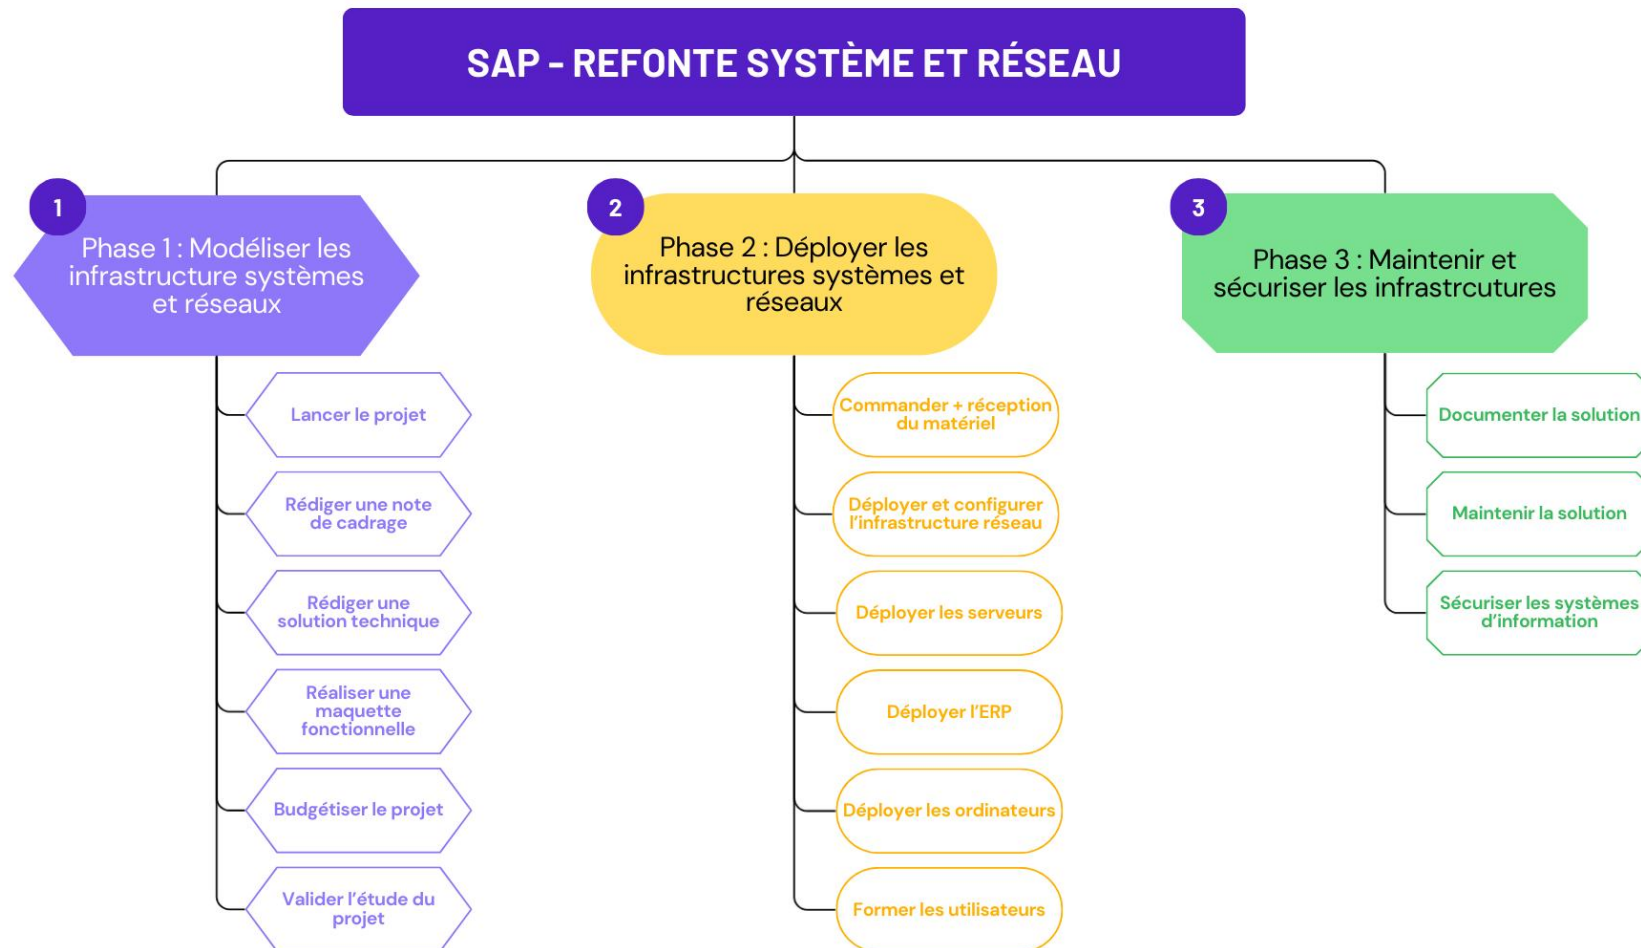 SAP - REFONTE SYSTÈME ET RÉSEAU
1
Phase 1 : Modéliser les
infrastructure systèmes
et réseaux
Lancer le projet
Rédiger une note
de cadrage
Rédiger une
solution technique
Réaliser une
maquette
fonctionnelle
Budgétiser le projet
Valider l'étude du
projet
2
Phase 2 : Déployer les
infrastructures systèmes et
réseaux
Commander + réception
du matériel
Déployer et configurer
l'infrastructure réseau
Déployer les serveurs
Déployer l'ERP
Déployer les ordinateurs
Former les utilisateurs
3
Phase 3 : Maintenir et
sécuriser les infrastrcutures
Documenter la solution
Maintenir la solution
Sécuriser les systèmes
d'information